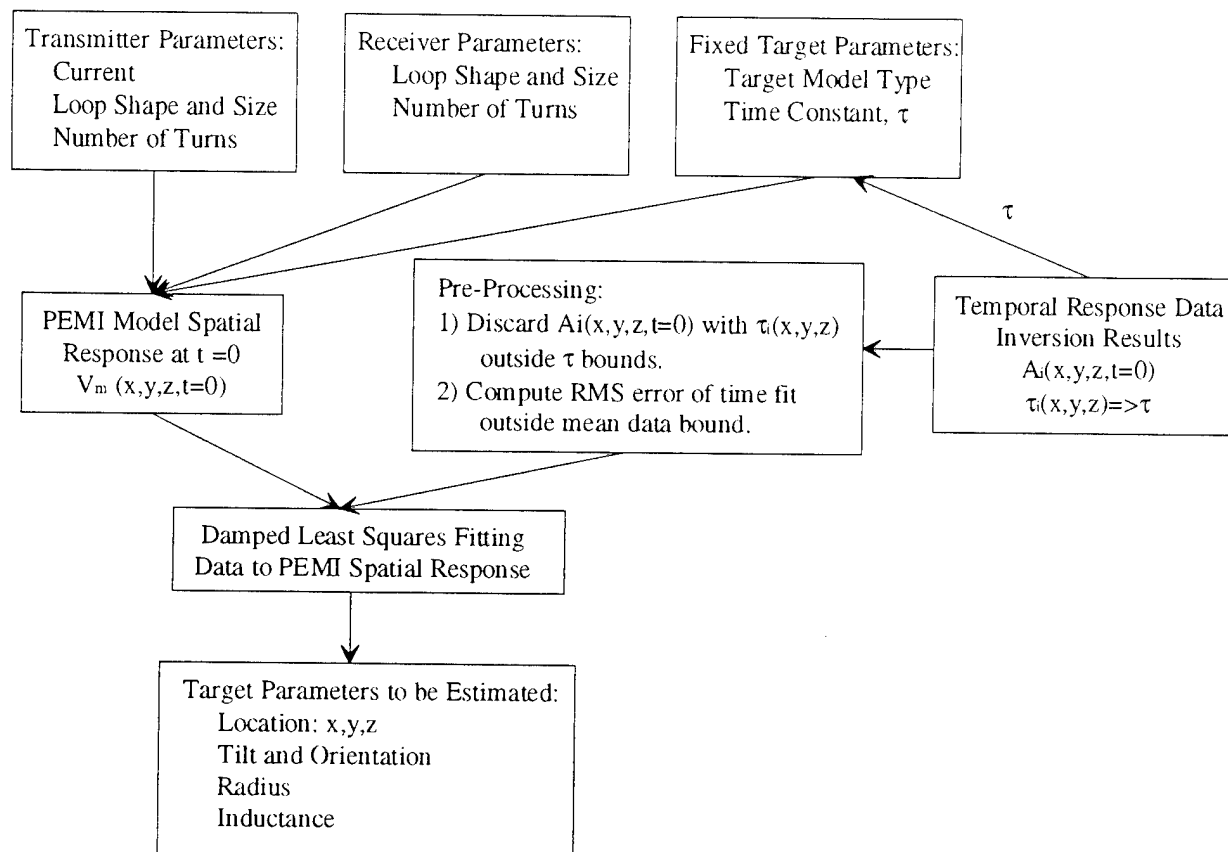 Transmitter Parameters:
Current
Loop Shape and Size
Number of Turns
Receiver Parameters:
Loop Shape and Size
Number of Turns
Fixed Target Parameters:
Target Model Type
Time Constant, τ
τ
PEMI Model Spatial
Response at t =0
Vm (x,y,z,t=0)
Pre-Processing:
1) Discard Ai(x,y,z,t=0) with τi(x,y,z)
outside τ bounds.
2) Compute RMS error of time fit
outside mean data bound.
Temporal Response Data
Inversion Results
Ai(x,y,z,t=0)
τi(x,y,z)=>τ
Damped Least Squares Fitting
Data to PEMI Spatial Response
Target Parameters to be Estimated:
Location: x,y,z
Tilt and Orientation
Radius
Inductance